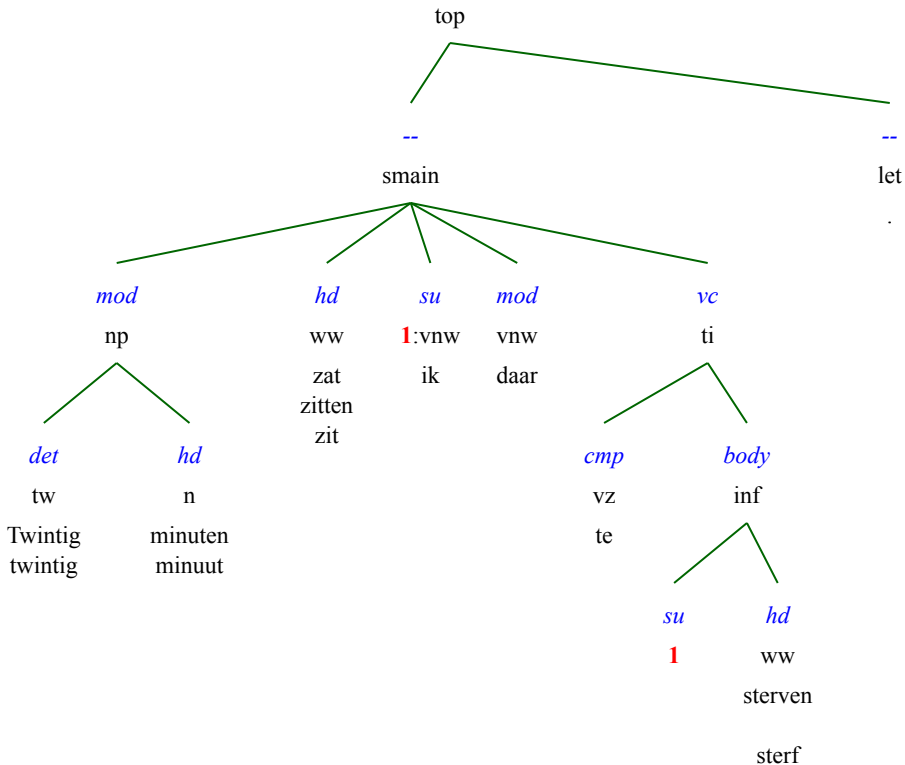 top
-- --
smain let
.
mod hd su mod vc
np ww 1:vnw vnw ti
zat ik daar
zitten
zit
det hd cmp body
tw n vz inf
Twintig minuten te
twintig minuut
su hd
1 ww
sterven
sterf